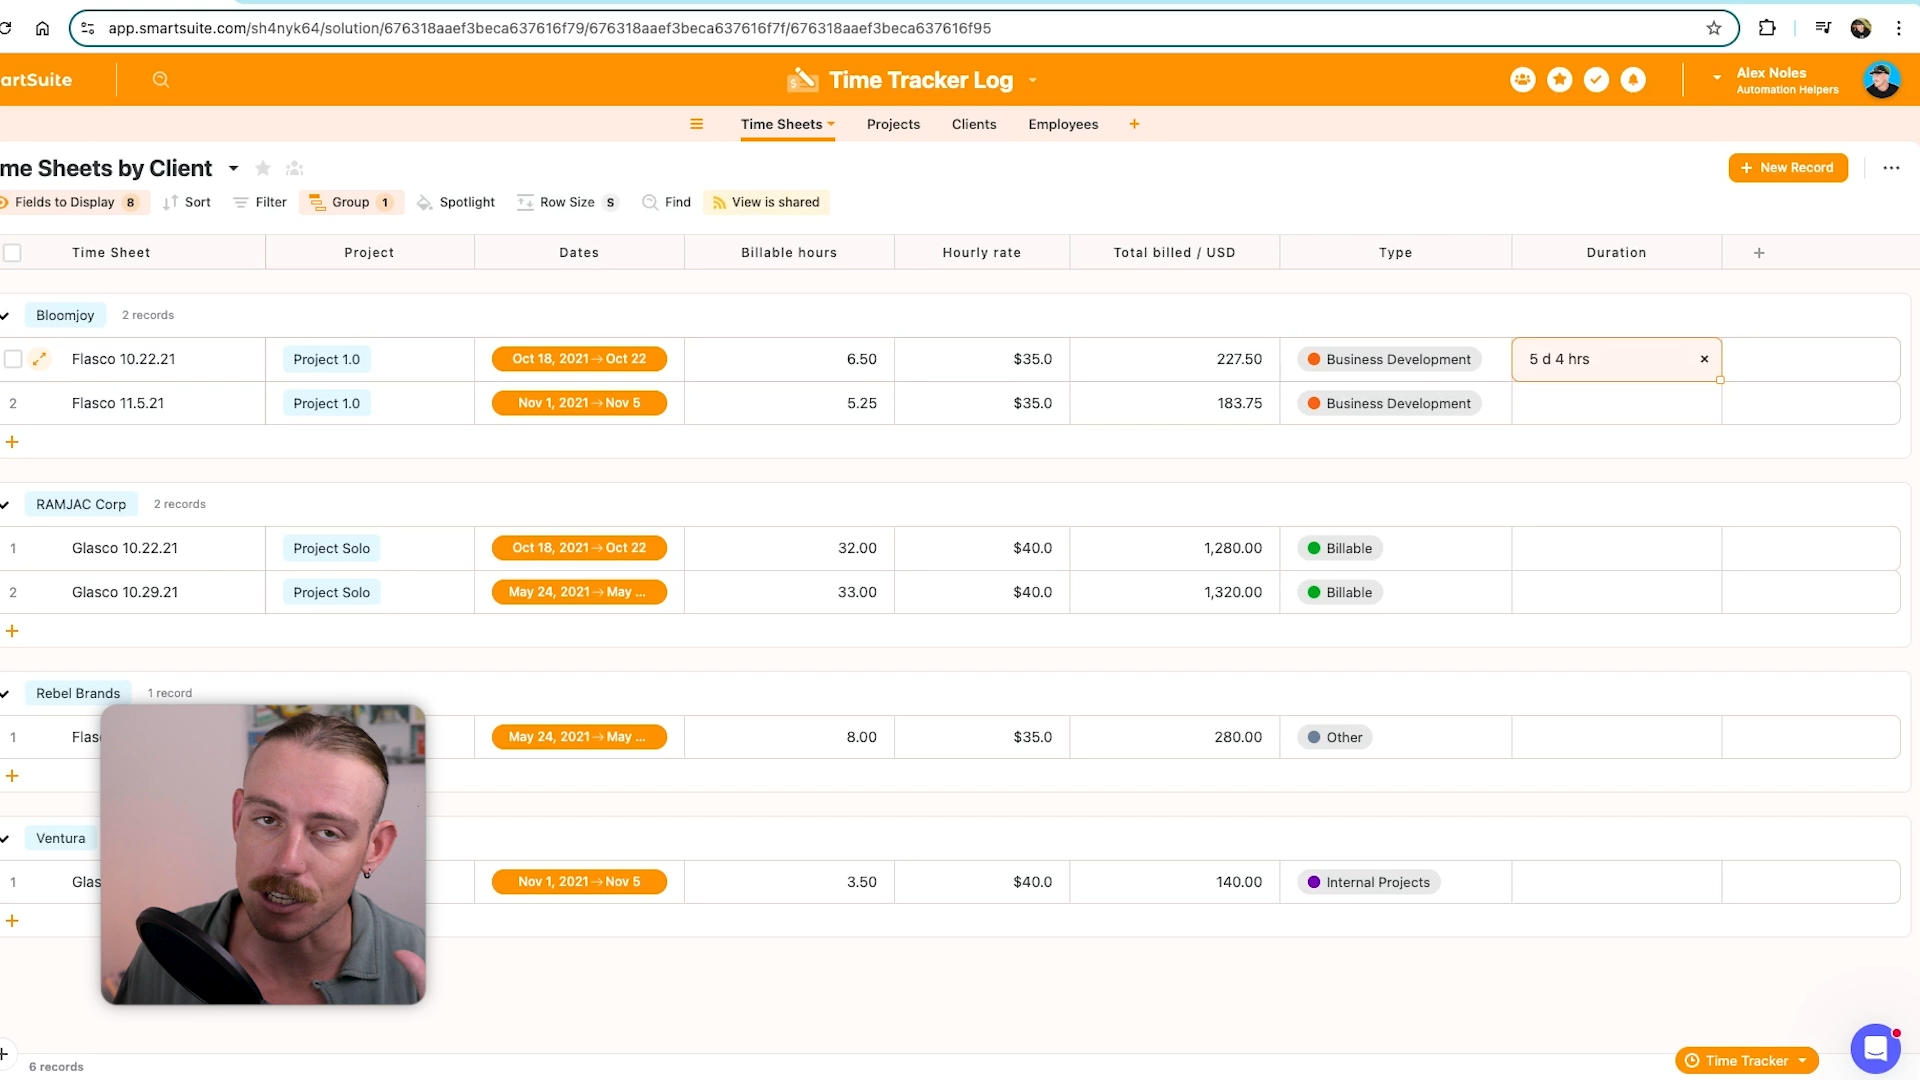 app.smartsuite.com/sh4nyk64/solution/676318aaef3beca637616f79/676318aaef3beca637616f7f/676318aaef3beca637616f95
artSuite
Time Tracker Log
Alex Noles
Automation Helpers
Time Sheets
Projects
Clients
Employees
me Sheets by Client
New Record
Fields to Display 8
Sort
Filter
Group 1
Spotlight
Row Size S
Find
View is shared
Time Sheet Project Dates Billable hours Hourly rate Total billed / USD Type Duration
Bloomjoy 2 records
Flasco 10.22.21 Project 1.0 Oct 18, 2021 → Oct 22 6.50 $35.0 227.50 Business Development 5 d 4 hrs
2 Flasco 11.5.21 Project 1.0 Nov 1, 2021 → Nov 5 5.25 $35.0 183.75 Business Development
RAMJAC Corp 2 records
1 Glasco 10.22.21 Project Solo Oct 18, 2021 → Oct 22 32.00 $40.0 1,280.00 Billable
2 Glasco 10.29.21 Project Solo May 24, 2021 → May ... 33.00 $40.0 1,320.00 Billable
Rebel Brands 1 record
1 Flas May 24, 2021 → May ... 8.00 $35.0 280.00 Other
Ventura
1 Glas Nov 1, 2021 → Nov 5 3.50 $40.0 140.00 Internal Projects
6 records
Time Tracker